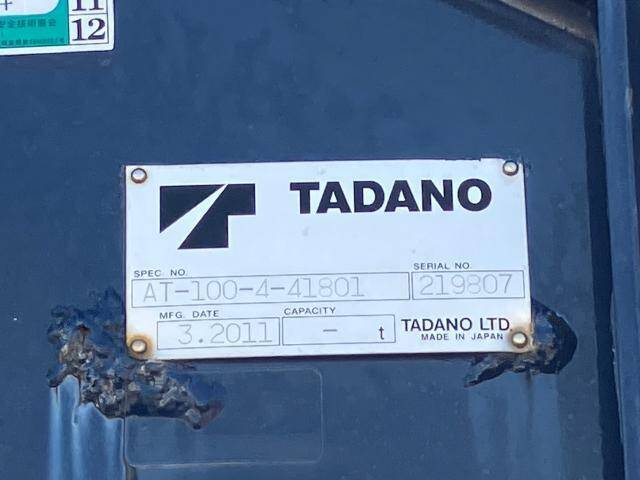 11
12
TADANO
SPEC. NO.
AT-100-4-41801
SERIAL NO.
219807
MFG. DATE
3.2011
CAPACITY
- t
TADANO LTD.
MADE IN JAPAN